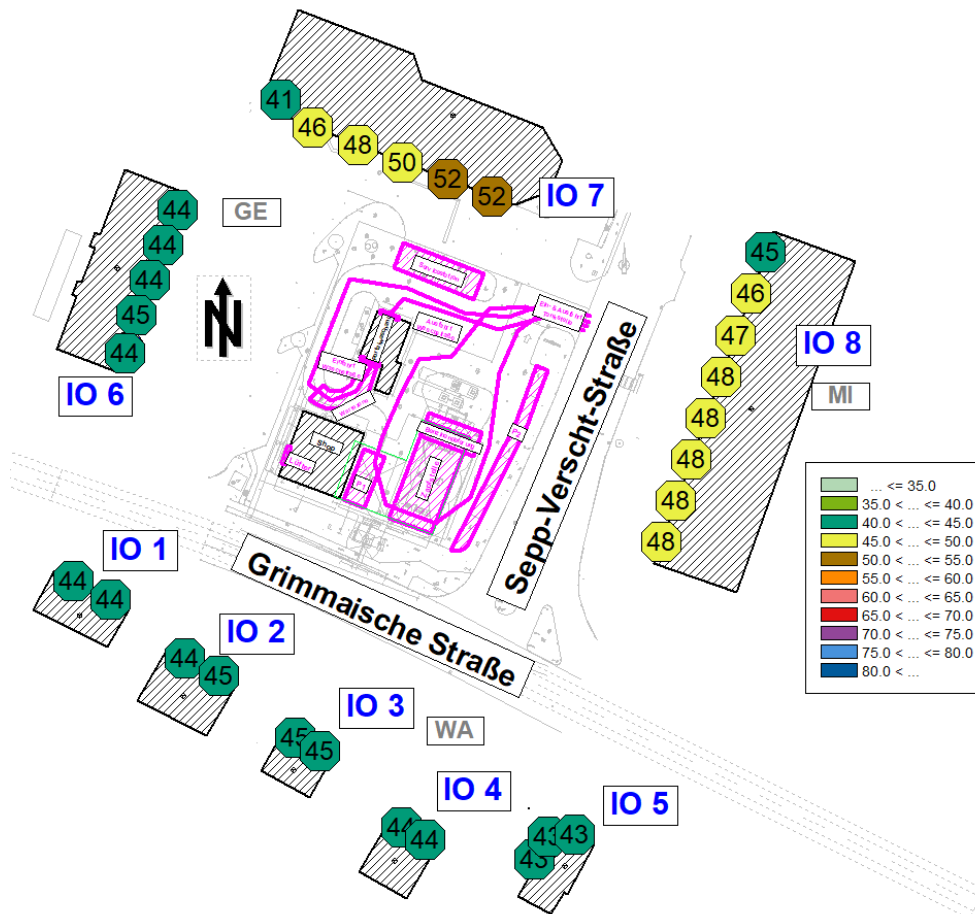 41
46
48
50
52
52
IO 7
44
44
44
45
44
GE
N
IO 6
45
46
47
48
48
48
48
48
IO 8
MI
Shop
Sepp-Verscht-Straße
Grimmaische Straße
... <= 35.0
35.0 < ... <= 40.0
40.0 < ... <= 45.0
45.0 < ... <= 50.0
50.0 < ... <= 55.0
55.0 < ... <= 60.0
60.0 < ... <= 65.0
65.0 < ... <= 70.0
70.0 < ... <= 75.0
75.0 < ... <= 80.0
80.0 < ...
IO 1
44
44
IO 2
44
45
IO 3
45
45
WA
IO 4
44
44
IO 5
43
43
43